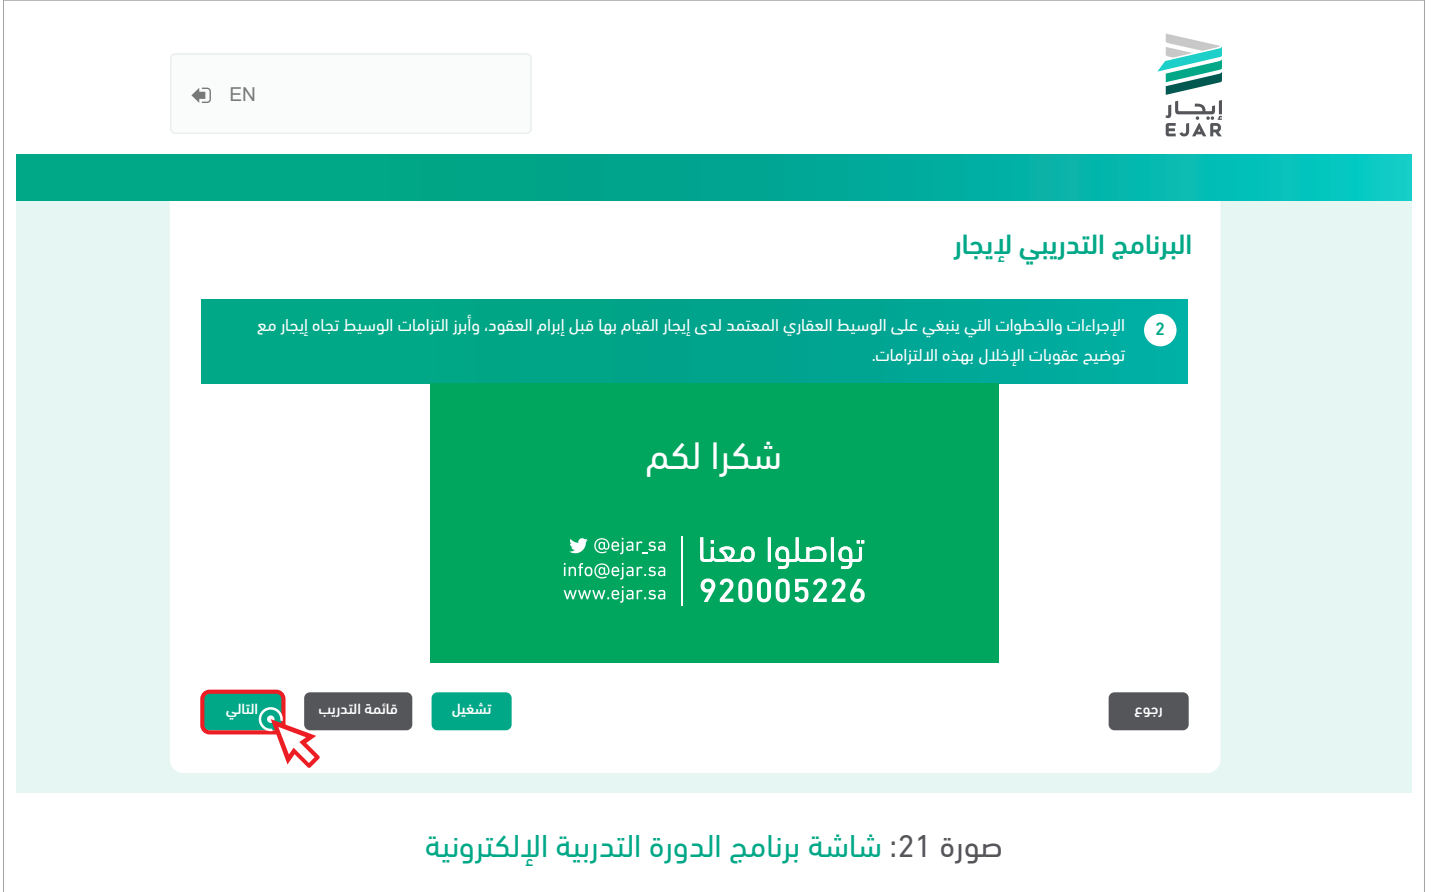 EN
إيجــار
EJAR
البرنامج التدريبي لإيجار
2
الإجراءات والخطوات التي ينبغي على الوسيط العقاري المعتمد لدى إيجار القيام بها قبل إبرام العقود، وأبرز التزامات الوسيط تجاه إيجار مع
توضيح عقوبات الإخلال بهذه الالتزامات.
شكرا لكم
تواصلوا معنا
920005226
@ejar_sa
info@ejar.sa
www.ejar.sa
رجوع
تشغيل
قائمة التدريب
التالي
صورة 21: شاشة برنامج الدورة التدربية الإلكترونية